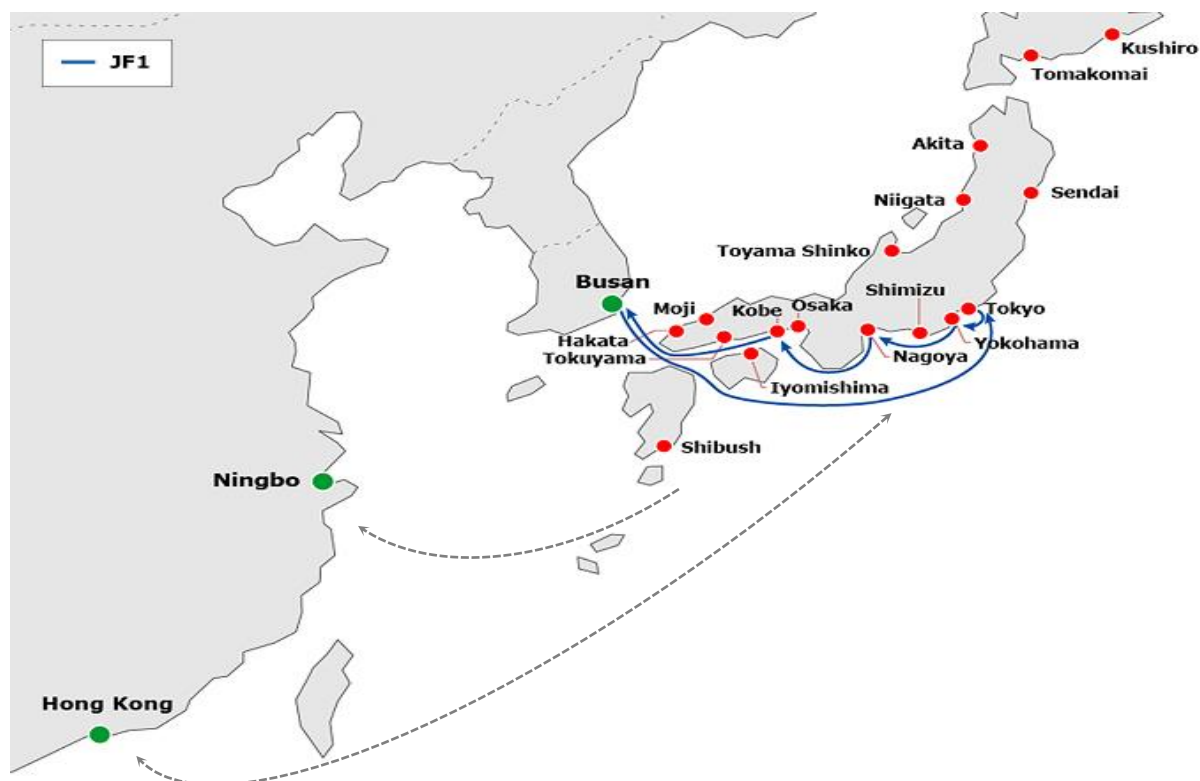 JF1
Kushiro
Tomakomai
Akita
Sendai
Niigata
Toyama Shinko
Busan
Shimizu
Moji
Kobe
Osaka
Tokyo
Hakata
Yokohama
Tokuyama
Nagoya
Iyomishima
Shibush
Ningbo
Hong Kong